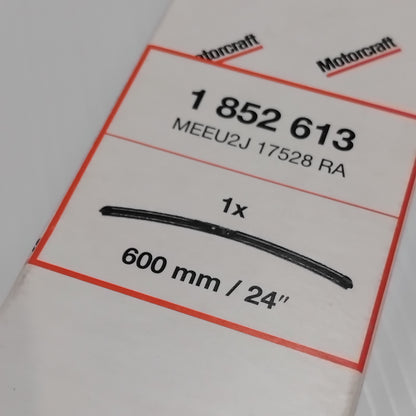 Motorcraft
Motorcraft
1 852 613
MEEU2J 17528 RA
1x
600 mm / 24"